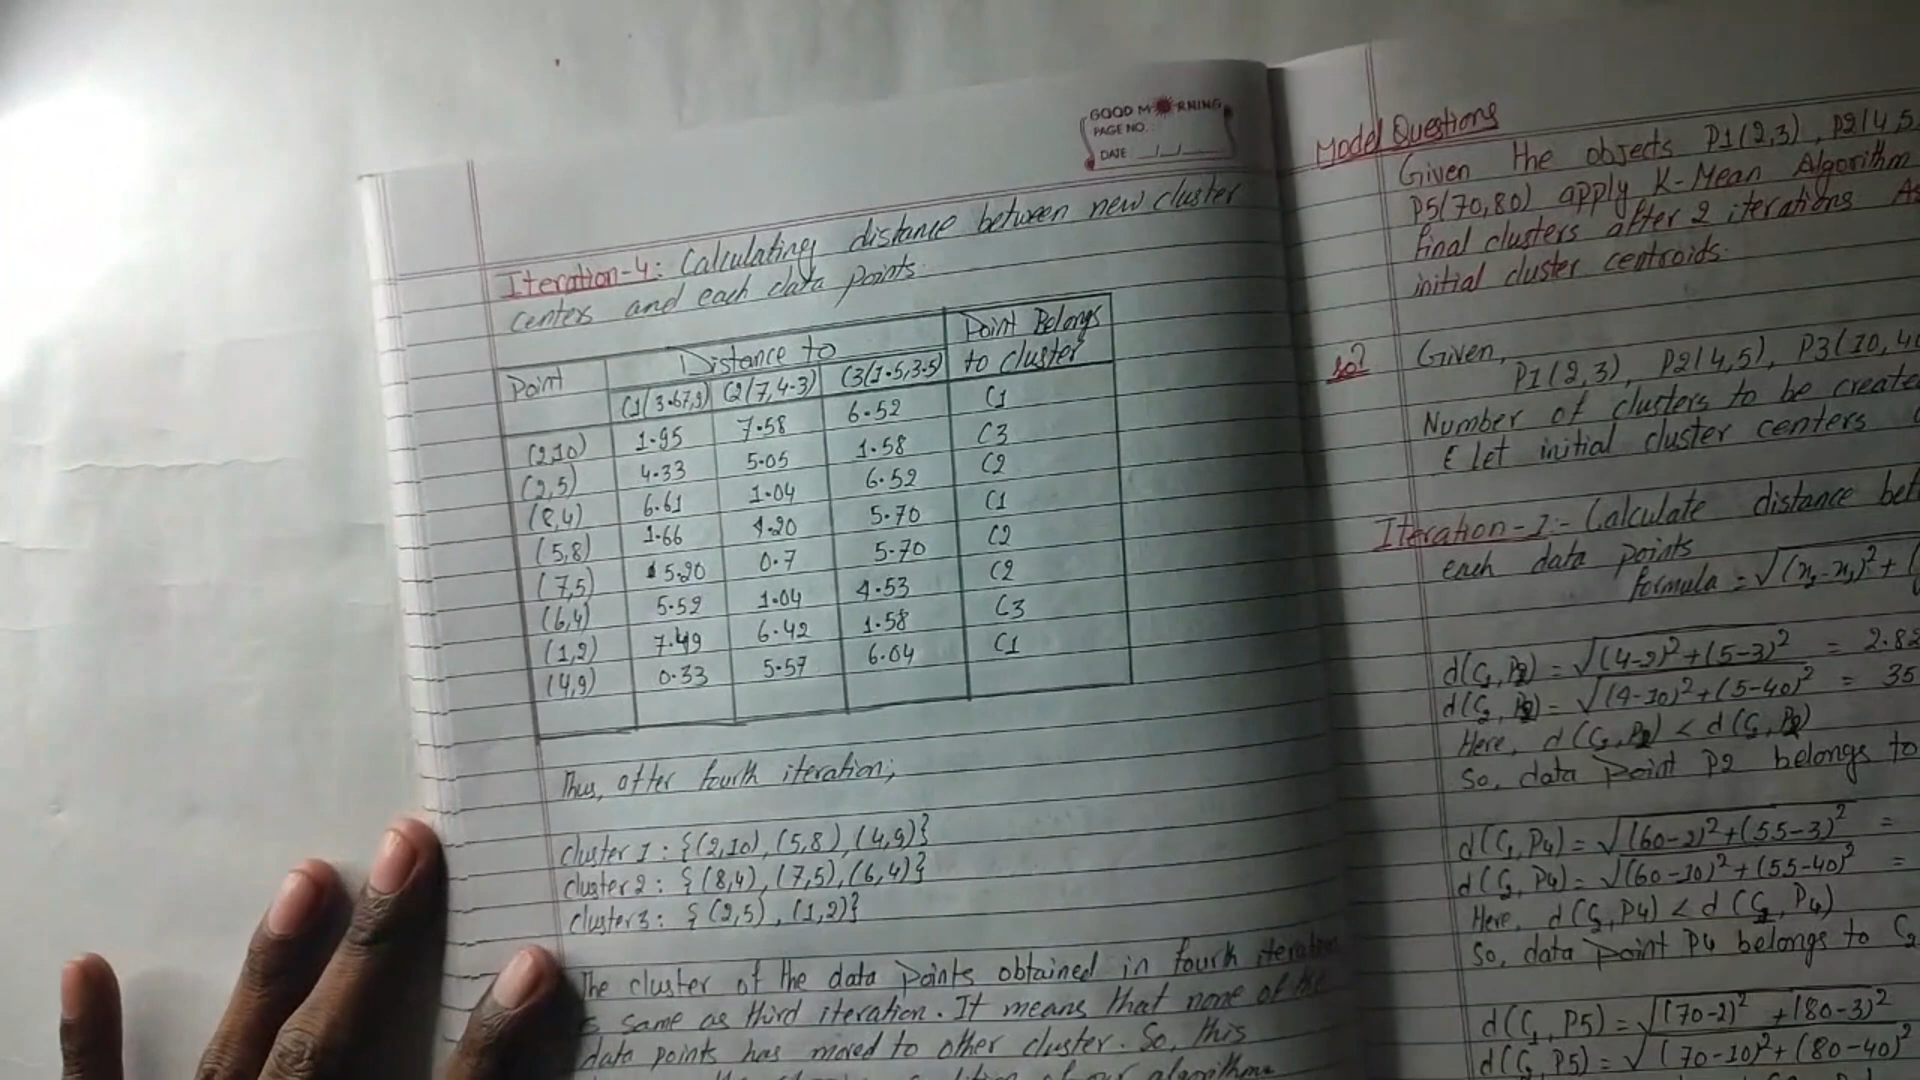 GOOD MORNING
PAGE NO.:
DATE:
Iteration-4: Calculating distance between new cluster
centers and each data points.
Point
Distance to
Point Belongs
to cluster
C1(3.67,9) C2(7,4.3) C3(1.5,3.5)
(2,10) 1.95 7.58 6.52 C1
(2,5) 4.33 5.05 1.58 C3
(8,4) 6.61 1.04 6.52 C2
(5,8) 1.66 4.20 5.70 C1
(7,5) 5.20 0.7 5.70 C2
(6,4) 5.52 1.04 4.53 C2
(1,2) 7.49 6.42 1.58 C3
(4,9) 0.33 5.57 6.04 C1
Thus, after fourth iteration;
cluster 1: {(2,10), (5,8), (4,9)}
cluster 2: {(8,4), (7,5), (6,4)}
cluster 3: {(2,5), (1,2)}
The cluster of the data points obtained in fourth iteration
same as third iteration. It means that none of the
data points has moved to other cluster. So, this
of our algorithm
Model Questions
Given the objects P1(2,3), P2(4,5
P5(70,80) apply K-Mean Algorithm
final clusters after 2 iterations
initial cluster centroids.
Given,
P1(2,3), P2(4,5), P3(10,40
Number of clusters to be create
& let initial cluster centers
Iteration-1:- Calculate distance bet
each data points
formula = √(x2-x1)²+(
d(C1,P2) = √(4-2)²+(5-3)² = 2.82
d(C2,P2) = √(4-10)²+(5-40)² = 35
Here, d(C1,P2) < d(C2,P2)
So, data point P2 belongs to
d(C1,P4) = √(60-2)²+(55-3)² =
d(C2,P4) = √(60-10)²+(55-40)² =
Here, d(C2,P4) < d(C1,P4)
So, data point P4 belongs to C2
d(C1,P5) = √(70-2)²+(80-3)²
d(C2,P5) = √(70-10)²+(80-40)²